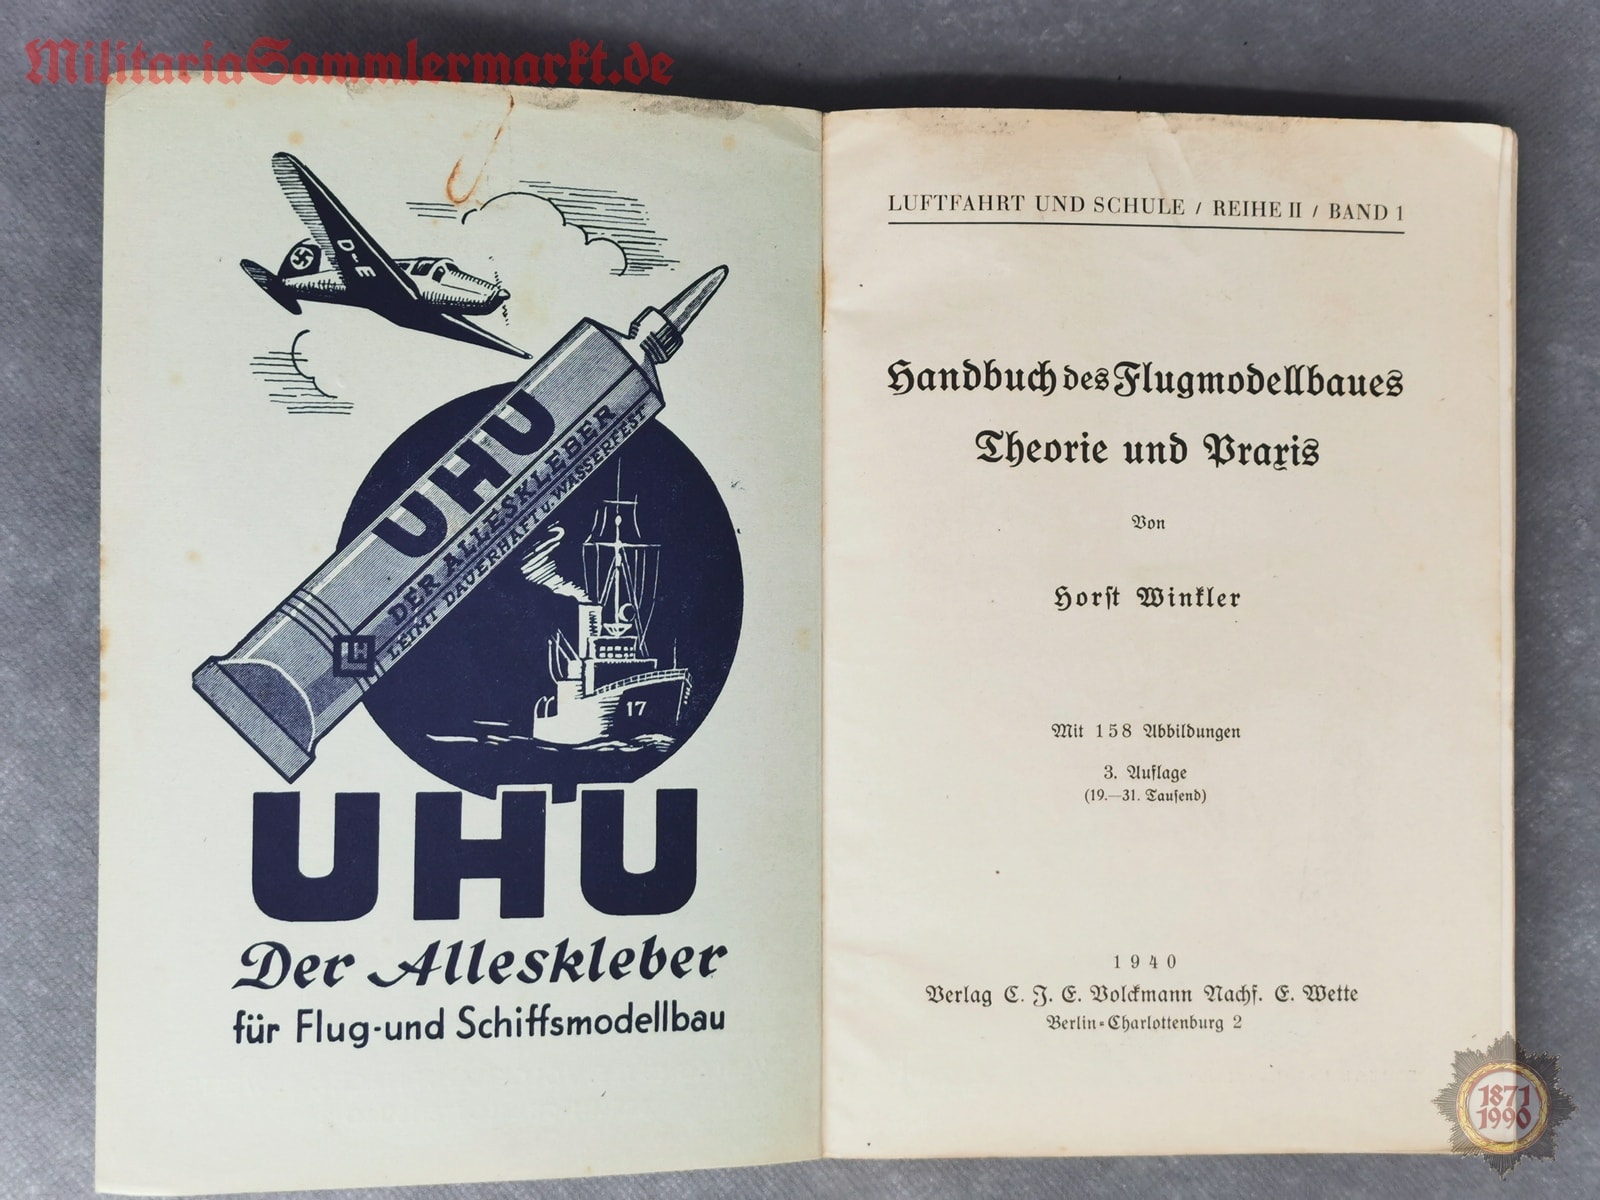 MilitariaSammlermarkt.de
D-E
UHU
DER ALLESKLEBER
LEIMT DAUERHAFT U. WASSERFEST
LH
17
UHU
Der Alleskleber
für Flug-und Schiffsmodellbau
LUFTFAHRT UND SCHULE / REIHE II / BAND 1
Handbuch des Flugmodellbaues
Theorie und Praxis
Von
Horst Winkler
Mit 158 Abbildungen
3. Auflage
(19.—31. Tausend)
1940
Verlag C. J. E. Volckmann Nachf. E. Wette
Berlin-Charlottenburg 2
1871
1990